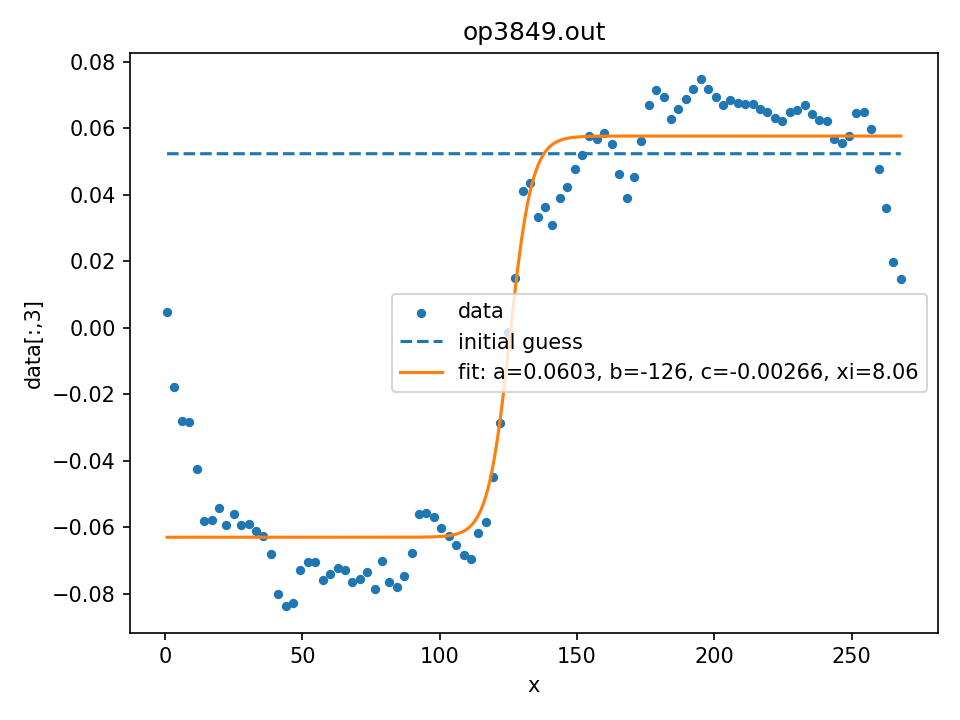 op3849.out
0.08
0.06
0.04
0.02
0.00
−0.02
−0.04
−0.06
−0.08
data[:,3]
data
initial guess
fit: a=0.0603, b=-126, c=-0.00266, xi=8.06
0 50 100 150 200 250
x